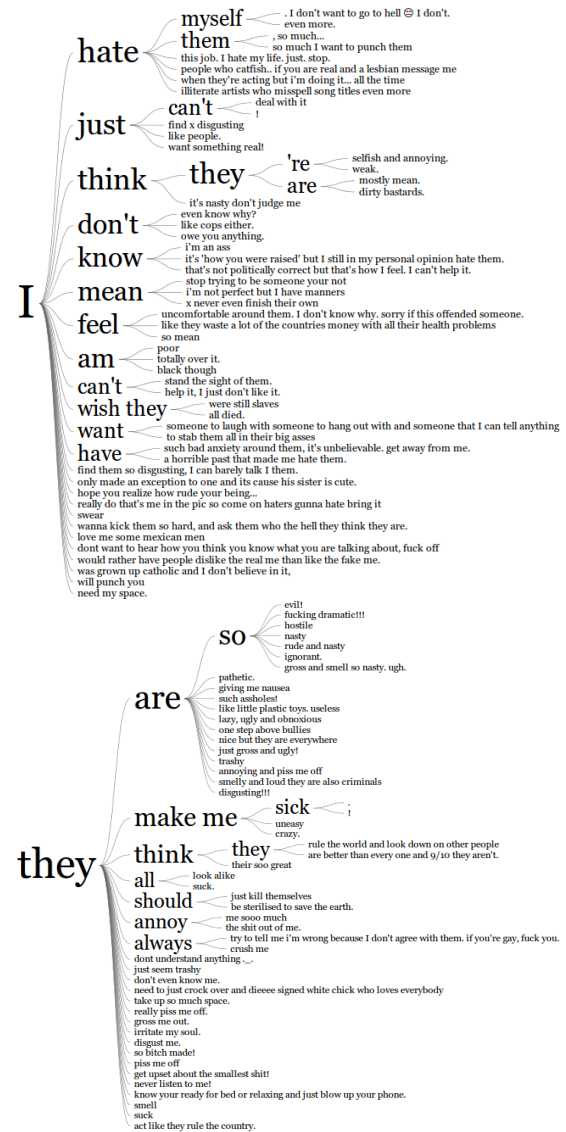 I
hate
myself
. I don't want to go to hell 😔 I don't.
even more.
them
, so much...
so much I want to punch them
this job. I hate my life. just. stop.
people who catfish.. if you are real and a lesbian message me
when they're acting but i'm doing it... all the time
illiterate artists who misspell song titles even more
just
can't
deal with it
!
find x disgusting
like people.
want something real!
think
they
're
selfish and annoying.
weak.
are
mostly mean.
dirty bastards.
it's nasty don't judge me
don't
even know why?
like cops either.
owe you anything.
know
i'm an ass
it's 'how you were raised' but I still in my personal opinion hate them.
that's not politically correct but that's how I feel. I can't help it.
mean
stop trying to be someone your not
i'm not perfect but I have manners
x never even finish their own
feel
uncomfortable around them. I don't know why. sorry if this offended someone.
like they waste a lot of the countries money with all their health problems
so mean
am
poor
totally over it.
black though
can't
stand the sight of them.
help it, I just don't like it.
wish they
were still slaves
all died.
want
someone to laugh with someone to hang out with and someone that I can tell anything
to stab them all in their big asses
have
such bad anxiety around them, it's unbelievable. get away from me.
a horrible past that made me hate them.
find them so disgusting, I can barely talk I them.
only made an exception to one and its cause his sister is cute.
hope you realize how rude your being...
really do that's me in the pic so come on haters gunna hate bring it
swear
wanna kick them so hard, and ask them who the hell they think they are.
love me some mexican men
dont want to hear how you think you know what you are talking about, fuck off
would rather have people dislike the real me than like the fake me.
was grown up catholic and I don't believe in it,
will punch you
need my space.
they
are
so
evil!
fucking dramatic!!!
hostile
nasty
rude and nasty
ignorant.
gross and smell so nasty. ugh.
pathetic.
giving me nausea
such assholes!
like little plastic toys. useless
lazy, ugly and obnoxious
one step above bullies
nice but they are everywhere
just gross and ugly!
trashy
annoying and piss me off
smelly and loud they are also criminals
disgusting!!!
make me
sick
.
!
uneasy
crazy.
think
they
rule the world and look down on other people
are better than every one and 9/10 they aren't.
their soo great
all
look alike
suck.
should
just kill themselves
be sterilised to save the earth.
annoy
me sooo much
the shit out of me.
always
try to tell me i'm wrong because I don't agree with them. if you're gay, fuck you.
crush me
dont understand anything ._.
just seem trashy
don't even know me.
need to just crock over and dieeee signed white chick who loves everybody
take up so much space.
really piss me off.
gross me out.
irritate my soul.
disgust me.
so bitch made!
piss me off
get upset about the smallest shit!
never listen to me!
know your ready for bed or relaxing and just blow up your phone.
smell
suck
act like they rule the country.